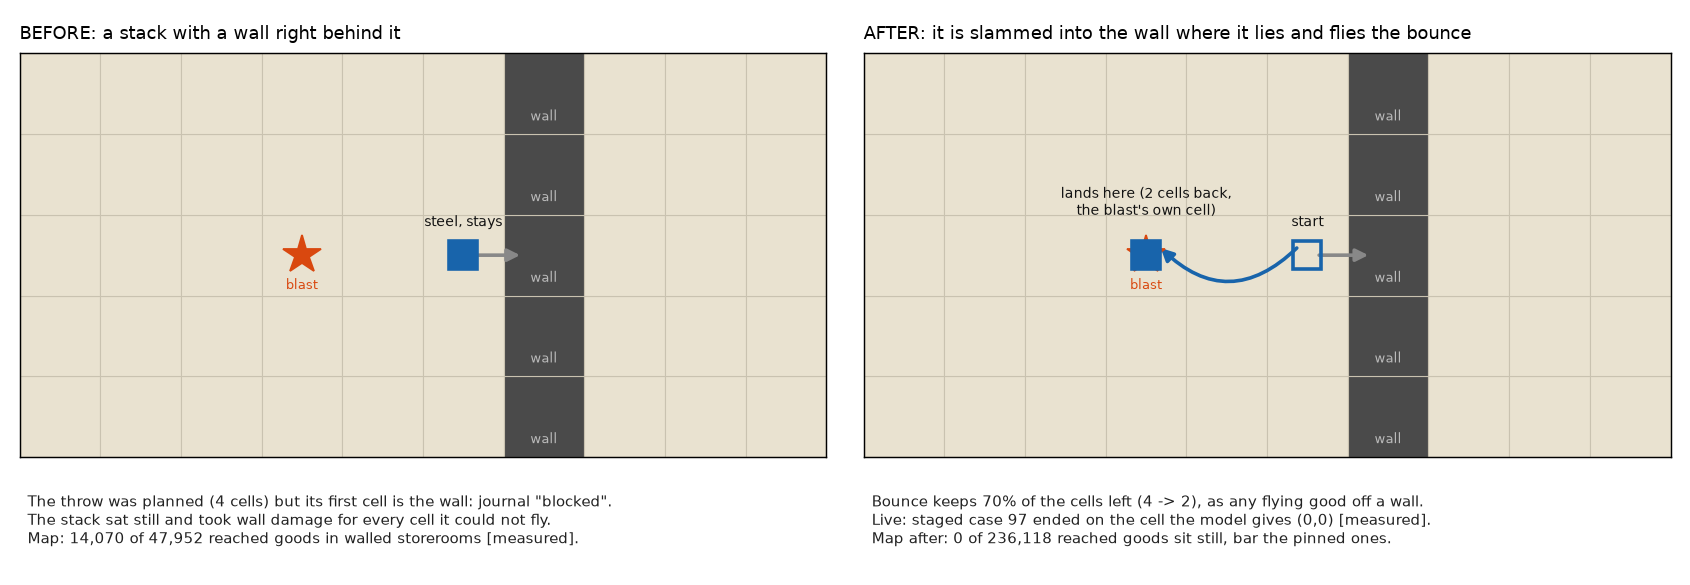 BEFORE: a stack with a wall right behind it
wall
wall
steel, stays
wall
blast
wall
wall
The throw was planned (4 cells) but its first cell is the wall: journal "blocked".
The stack sat still and took wall damage for every cell it could not fly.
Map: 14,070 of 47,952 reached goods in walled storerooms [measured].
AFTER: it is slammed into the wall where it lies and flies the bounce
wall
lands here (2 cells back,
the blast's own cell)
wall
start
wall
blast
wall
wall
Bounce keeps 70% of the cells left (4 -> 2), as any flying good off a wall.
Live: staged case 97 ended on the cell the model gives (0,0) [measured].
Map after: 0 of 236,118 reached goods sit still, bar the pinned ones.